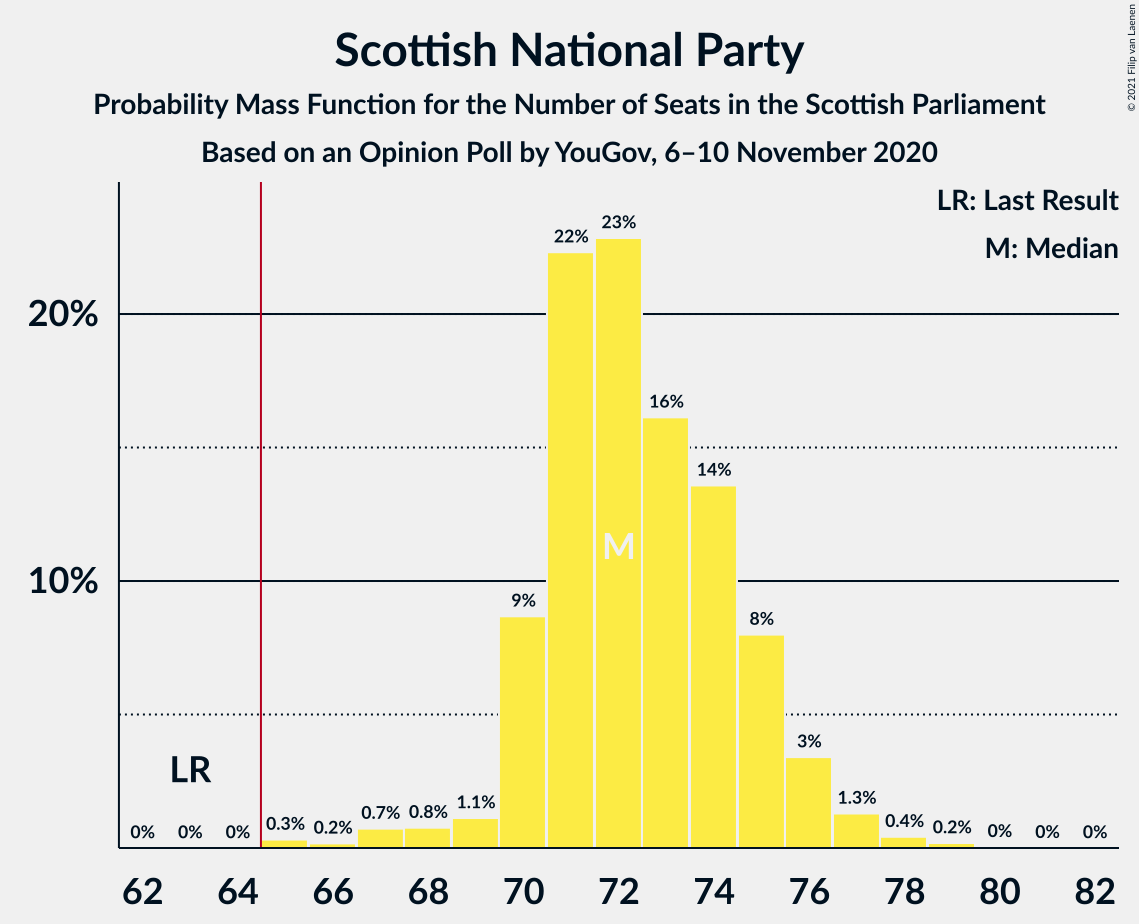 Scottish National Party
Probability Mass Function for the Number of Seats in the Scottish Parliament
Based on an Opinion Poll by YouGov, 6–10 November 2020
© 2021 Filip van Laenen
LR: Last Result
M: Median
20%
10%
0% 0% 0% 0.3% 0.2% 0.7% 0.8% 1.1% 9% 22% 23% 16% 14% 8% 3% 1.3% 0.4% 0.2% 0% 0% 0%
M
LR
62 64 66 68 70 72 74 76 78 80 82